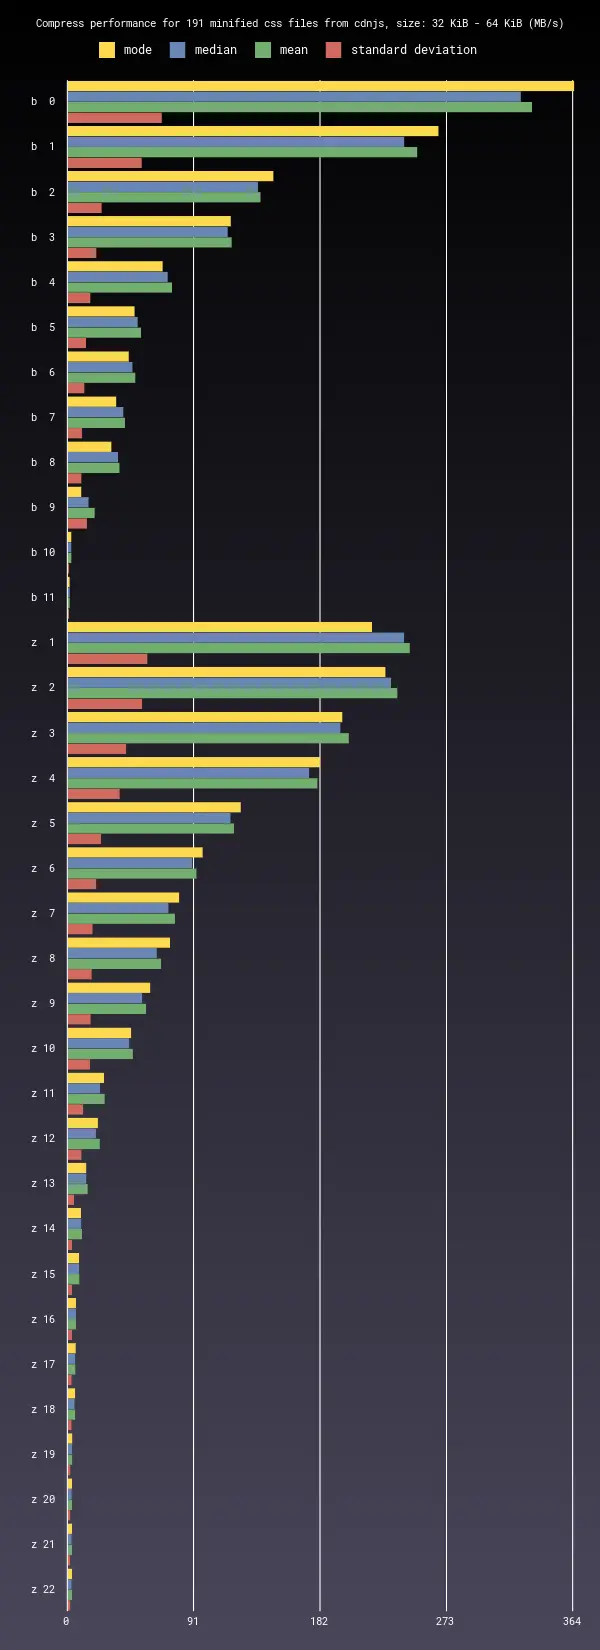 Compress performance for 191 minified css files from cdnjs, size: 32 KiB - 64 KiB (MB/s)
mode median mean standard deviation
b 0
b 1
b 2
b 3
b 4
b 5
b 6
b 7
b 8
b 9
b 10
b 11
z 1
z 2
z 3
z 4
z 5
z 6
z 7
z 8
z 9
z 10
z 11
z 12
z 13
z 14
z 15
z 16
z 17
z 18
z 19
z 20
z 21
z 22
0 91 182 273 364